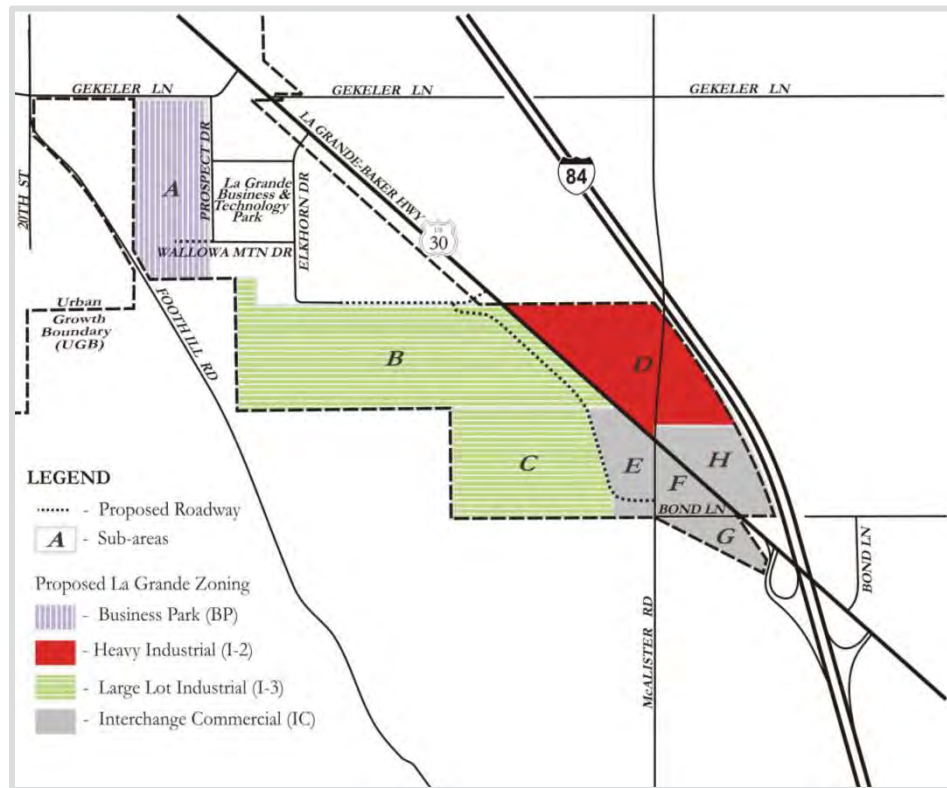 GEKELER LN
GEKELER LN
GEKELER LN
20TH ST
A
PROSPECT DR
La Grande
Business &
Technology
Park
ELKHORN DR
WALLOWA MTN DR
LA GRANDE-BAKER HWY
US
30
84
Urban
Growth
Boundary
(UGB)
FOOTHILL RD
B
D
C
E
F
H
BOND LN
G
BOND LN
McALISTER RD
LEGEND
- Proposed Roadway
A - Sub-areas
Proposed La Grande Zoning
- Business Park (BP)
- Heavy Industrial (I-2)
- Large Lot Industrial (I-3)
- Interchange Commercial (IC)